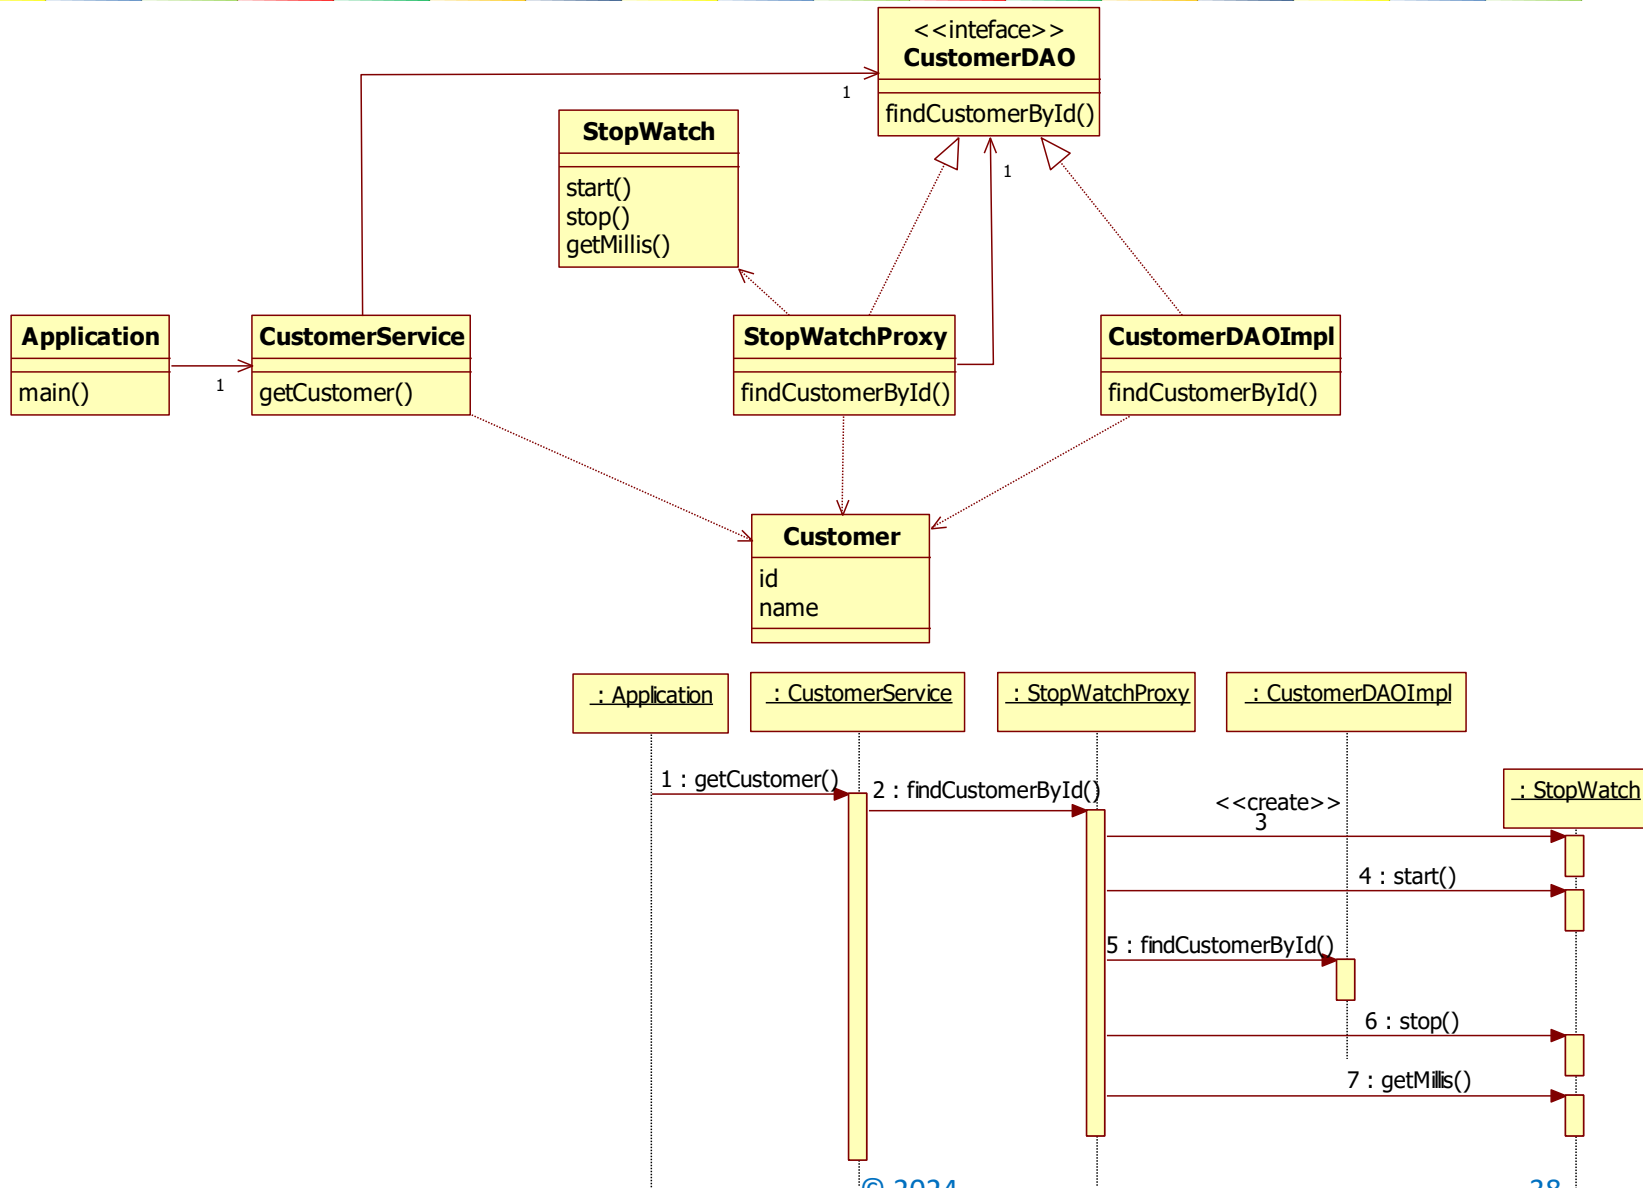 <<inteface>>
CustomerDAO
findCustomerById()
1
StopWatch
start()
stop()
getMillis()
1
Application
main()
1
CustomerService
getCustomer()
StopWatchProxy
findCustomerById()
CustomerDAOImpl
findCustomerById()
Customer
id
name
: Application
: CustomerService
: StopWatchProxy
: CustomerDAOImpl
: StopWatch
1 : getCustomer()
2 : findCustomerById()
<<create>>
3
4 : start()
5 : findCustomerById()
6 : stop()
7 : getMillis()
© 2024
38